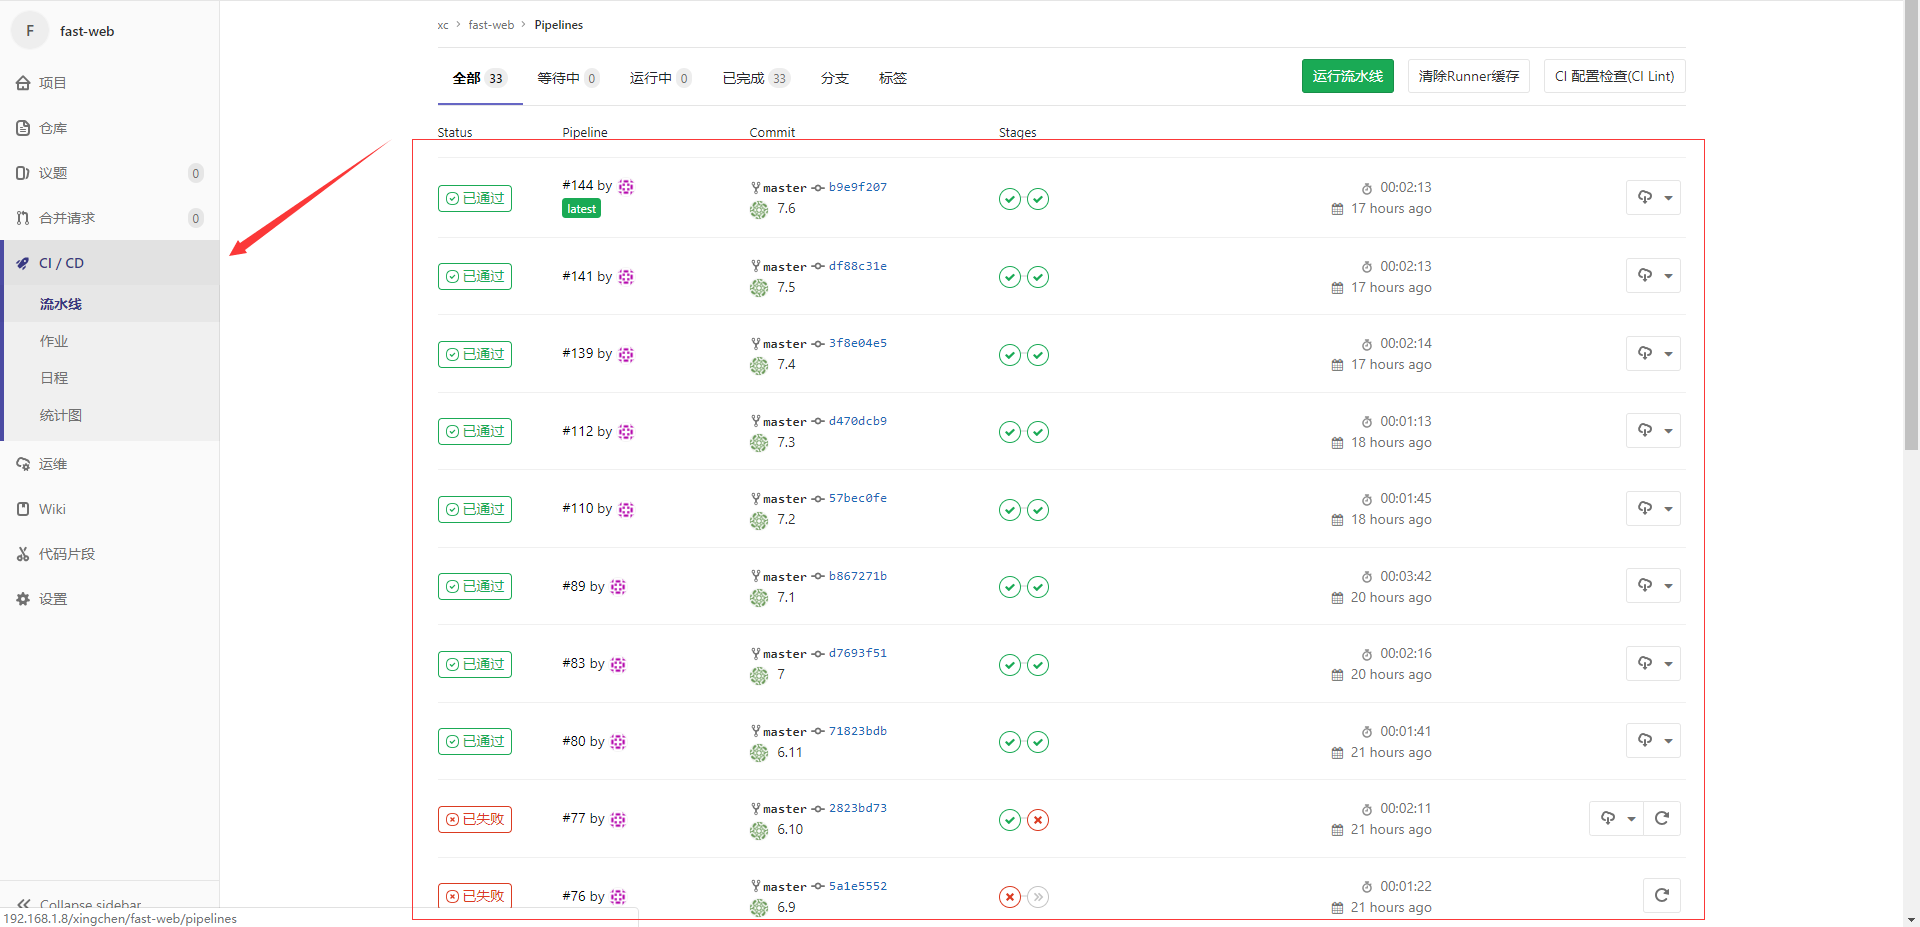 F fast-web
项目
仓库
议题 0
合并请求 0
CI / CD
流水线
作业
日程
统计图
运维
Wiki
代码片段
设置
Collapse sidebar
192.168.1.8/xingchen/fast-web/pipelines
xc › fast-web › Pipelines
全部 33 等待中 0 运行中 0 已完成 33 分支 标签
运行流水线 清除Runner缓存 CI 配置检查(CI Lint)
Status Pipeline Commit Stages
已通过 #144 by master b9e9f207 00:02:13
latest 7.6 17 hours ago
已通过 #141 by master df88c31e 00:02:13
7.5 17 hours ago
已通过 #139 by master 3f8e04e5 00:02:14
7.4 17 hours ago
已通过 #112 by master d470dcb9 00:01:13
7.3 18 hours ago
已通过 #110 by master 57bec0fe 00:01:45
7.2 18 hours ago
已通过 #89 by master b867271b 00:03:42
7.1 20 hours ago
已通过 #83 by master d7693f51 00:02:16
7 20 hours ago
已通过 #80 by master 71823bdb 00:01:41
6.11 21 hours ago
已失败 #77 by master 2823bd73 00:02:11
6.10 21 hours ago
已失败 #76 by master 5a1e5552 00:01:22
6.9 21 hours ago